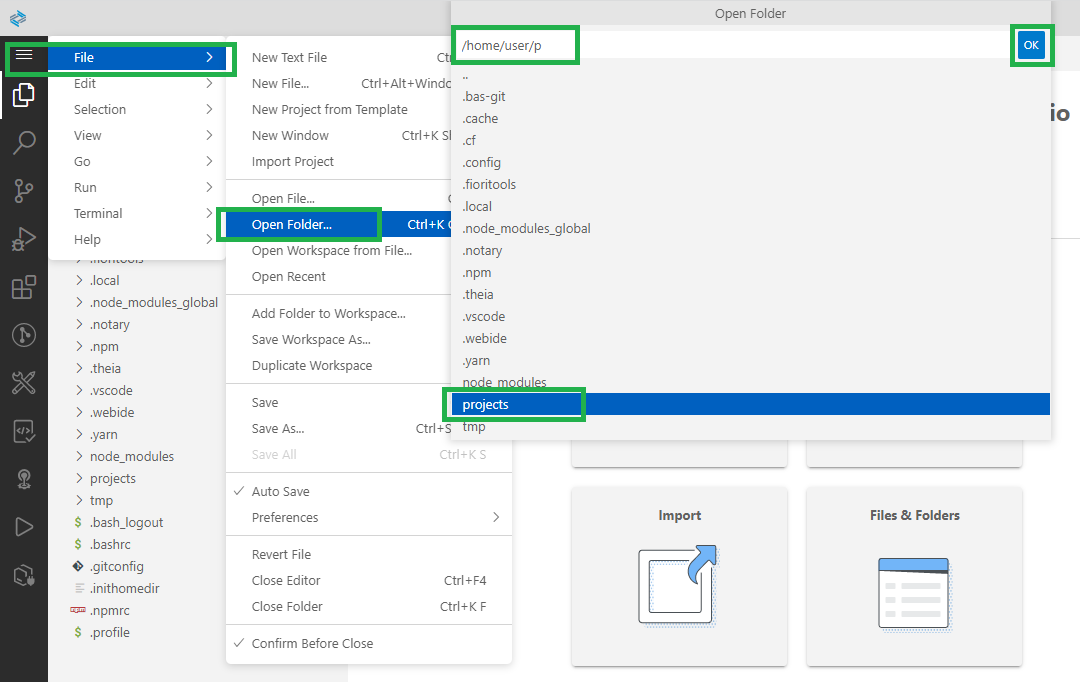 Open Folder
/home/user/p
OK
..
.bas-git
.cache
.cf
.config
.fioritools
.local
.node_modules_global
.notary
.npm
.theia
.vscode
.webide
.yarn
node_modules
projects
tmp
File
Edit
Selection
View
Go
Run
Terminal
Help
New Text File
New File... Ctrl+Alt+Windo
New Project from Template
New Window Ctrl+K
Import Project
Open File...
Open Folder... Ctrl+K
Open Workspace from File...
Open Recent
Add Folder to Workspace...
Save Workspace As...
Duplicate Workspace
Save
Save As... Ctrl+S
Save All Ctrl+K S
Auto Save
Preferences
Revert File
Close Editor Ctrl+F4
Close Folder Ctrl+K F
Confirm Before Close
.fioritools
.local
.node_modules_global
.notary
.npm
.theia
.vscode
.webide
.yarn
node_modules
projects
tmp
$ .bash_logout
$ .bashrc
.gitconfig
.inithomedir
.npmrc
$ .profile
io
Import
Files & Folders